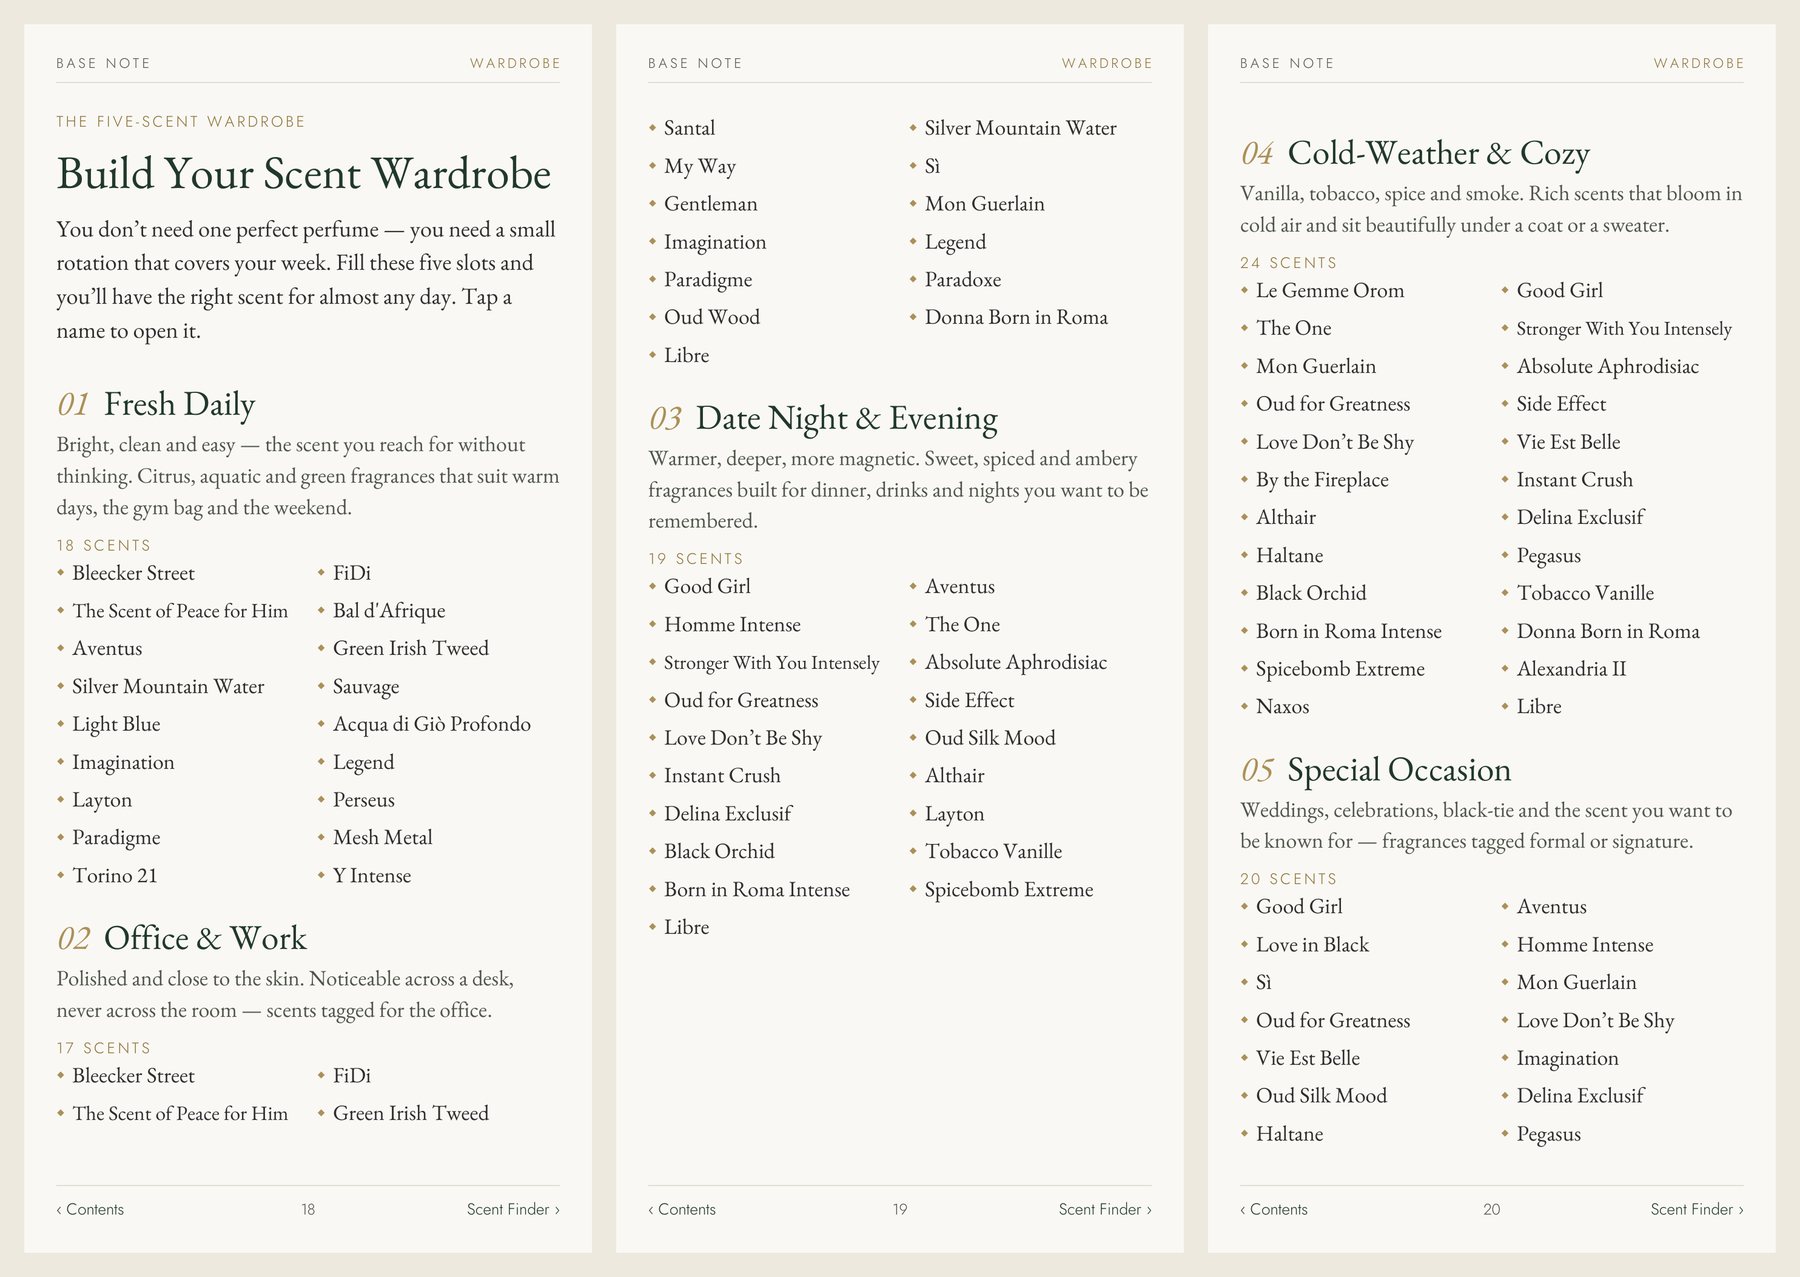 BASE NOTE
WARDROBE
THE FIVE-SCENT WARDROBE
Build Your Scent Wardrobe
You don’t need one perfect perfume — you need a small
rotation that covers your week. Fill these five slots and
you’ll have the right scent for almost any day. Tap a
name to open it.
01 Fresh Daily
Bright, clean and easy — the scent you reach for without
thinking. Citrus, aquatic and green fragrances that suit warm
days, the gym bag and the weekend.
18 SCENTS
Bleecker Street
FiDi
The Scent of Peace for Him
Bal d'Afrique
Aventus
Green Irish Tweed
Silver Mountain Water
Sauvage
Light Blue
Acqua di Giò Profondo
Imagination
Legend
Layton
Perseus
Paradigme
Mesh Metal
Torino 21
Y Intense
02 Office & Work
Polished and close to the skin. Noticeable across a desk,
never across the room — scents tagged for the office.
17 SCENTS
Bleecker Street
FiDi
The Scent of Peace for Him
Green Irish Tweed
‹ Contents
18
Scent Finder ›
BASE NOTE
WARDROBE
Santal
Silver Mountain Water
My Way
Sì
Gentleman
Mon Guerlain
Imagination
Legend
Paradigme
Paradoxe
Oud Wood
Donna Born in Roma
Libre
03 Date Night & Evening
Warmer, deeper, more magnetic. Sweet, spiced and ambery
fragrances built for dinner, drinks and nights you want to be
remembered.
19 SCENTS
Good Girl
Aventus
Homme Intense
The One
Stronger With You Intensely
Absolute Aphrodisiac
Oud for Greatness
Side Effect
Love Don’t Be Shy
Oud Silk Mood
Instant Crush
Althair
Delina Exclusif
Layton
Black Orchid
Tobacco Vanille
Born in Roma Intense
Spicebomb Extreme
Libre
‹ Contents
19
Scent Finder ›
BASE NOTE
WARDROBE
04 Cold-Weather & Cozy
Vanilla, tobacco, spice and smoke. Rich scents that bloom in
cold air and sit beautifully under a coat or a sweater.
24 SCENTS
Le Gemme Orom
Good Girl
The One
Stronger With You Intensely
Mon Guerlain
Absolute Aphrodisiac
Oud for Greatness
Side Effect
Love Don’t Be Shy
Vie Est Belle
By the Fireplace
Instant Crush
Althair
Delina Exclusif
Haltane
Pegasus
Black Orchid
Tobacco Vanille
Born in Roma Intense
Donna Born in Roma
Spicebomb Extreme
Alexandria II
Naxos
Libre
05 Special Occasion
Weddings, celebrations, black-tie and the scent you want to
be known for — fragrances tagged formal or signature.
20 SCENTS
Good Girl
Aventus
Love in Black
Homme Intense
Sì
Mon Guerlain
Oud for Greatness
Love Don’t Be Shy
Vie Est Belle
Imagination
Oud Silk Mood
Delina Exclusif
Haltane
Pegasus
‹ Contents
20
Scent Finder ›